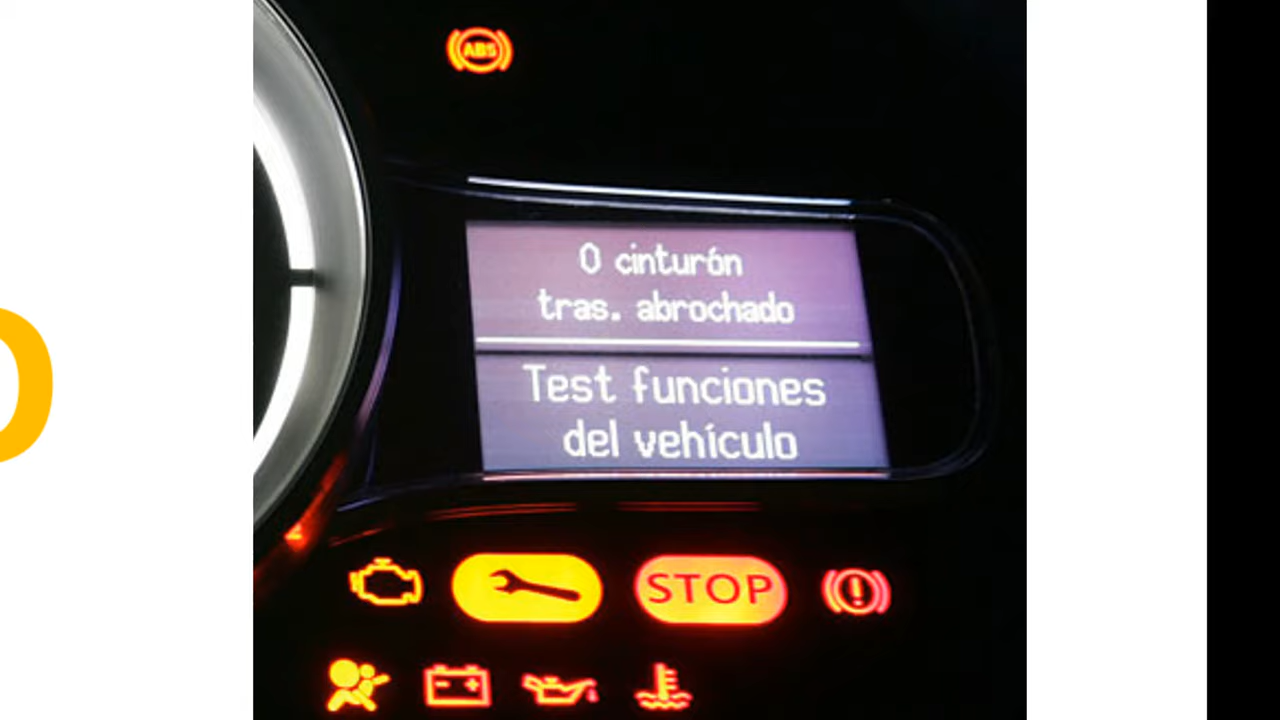 ABS
0 cinturón
tras. abrochado
Test funciones
del vehículo
STOP